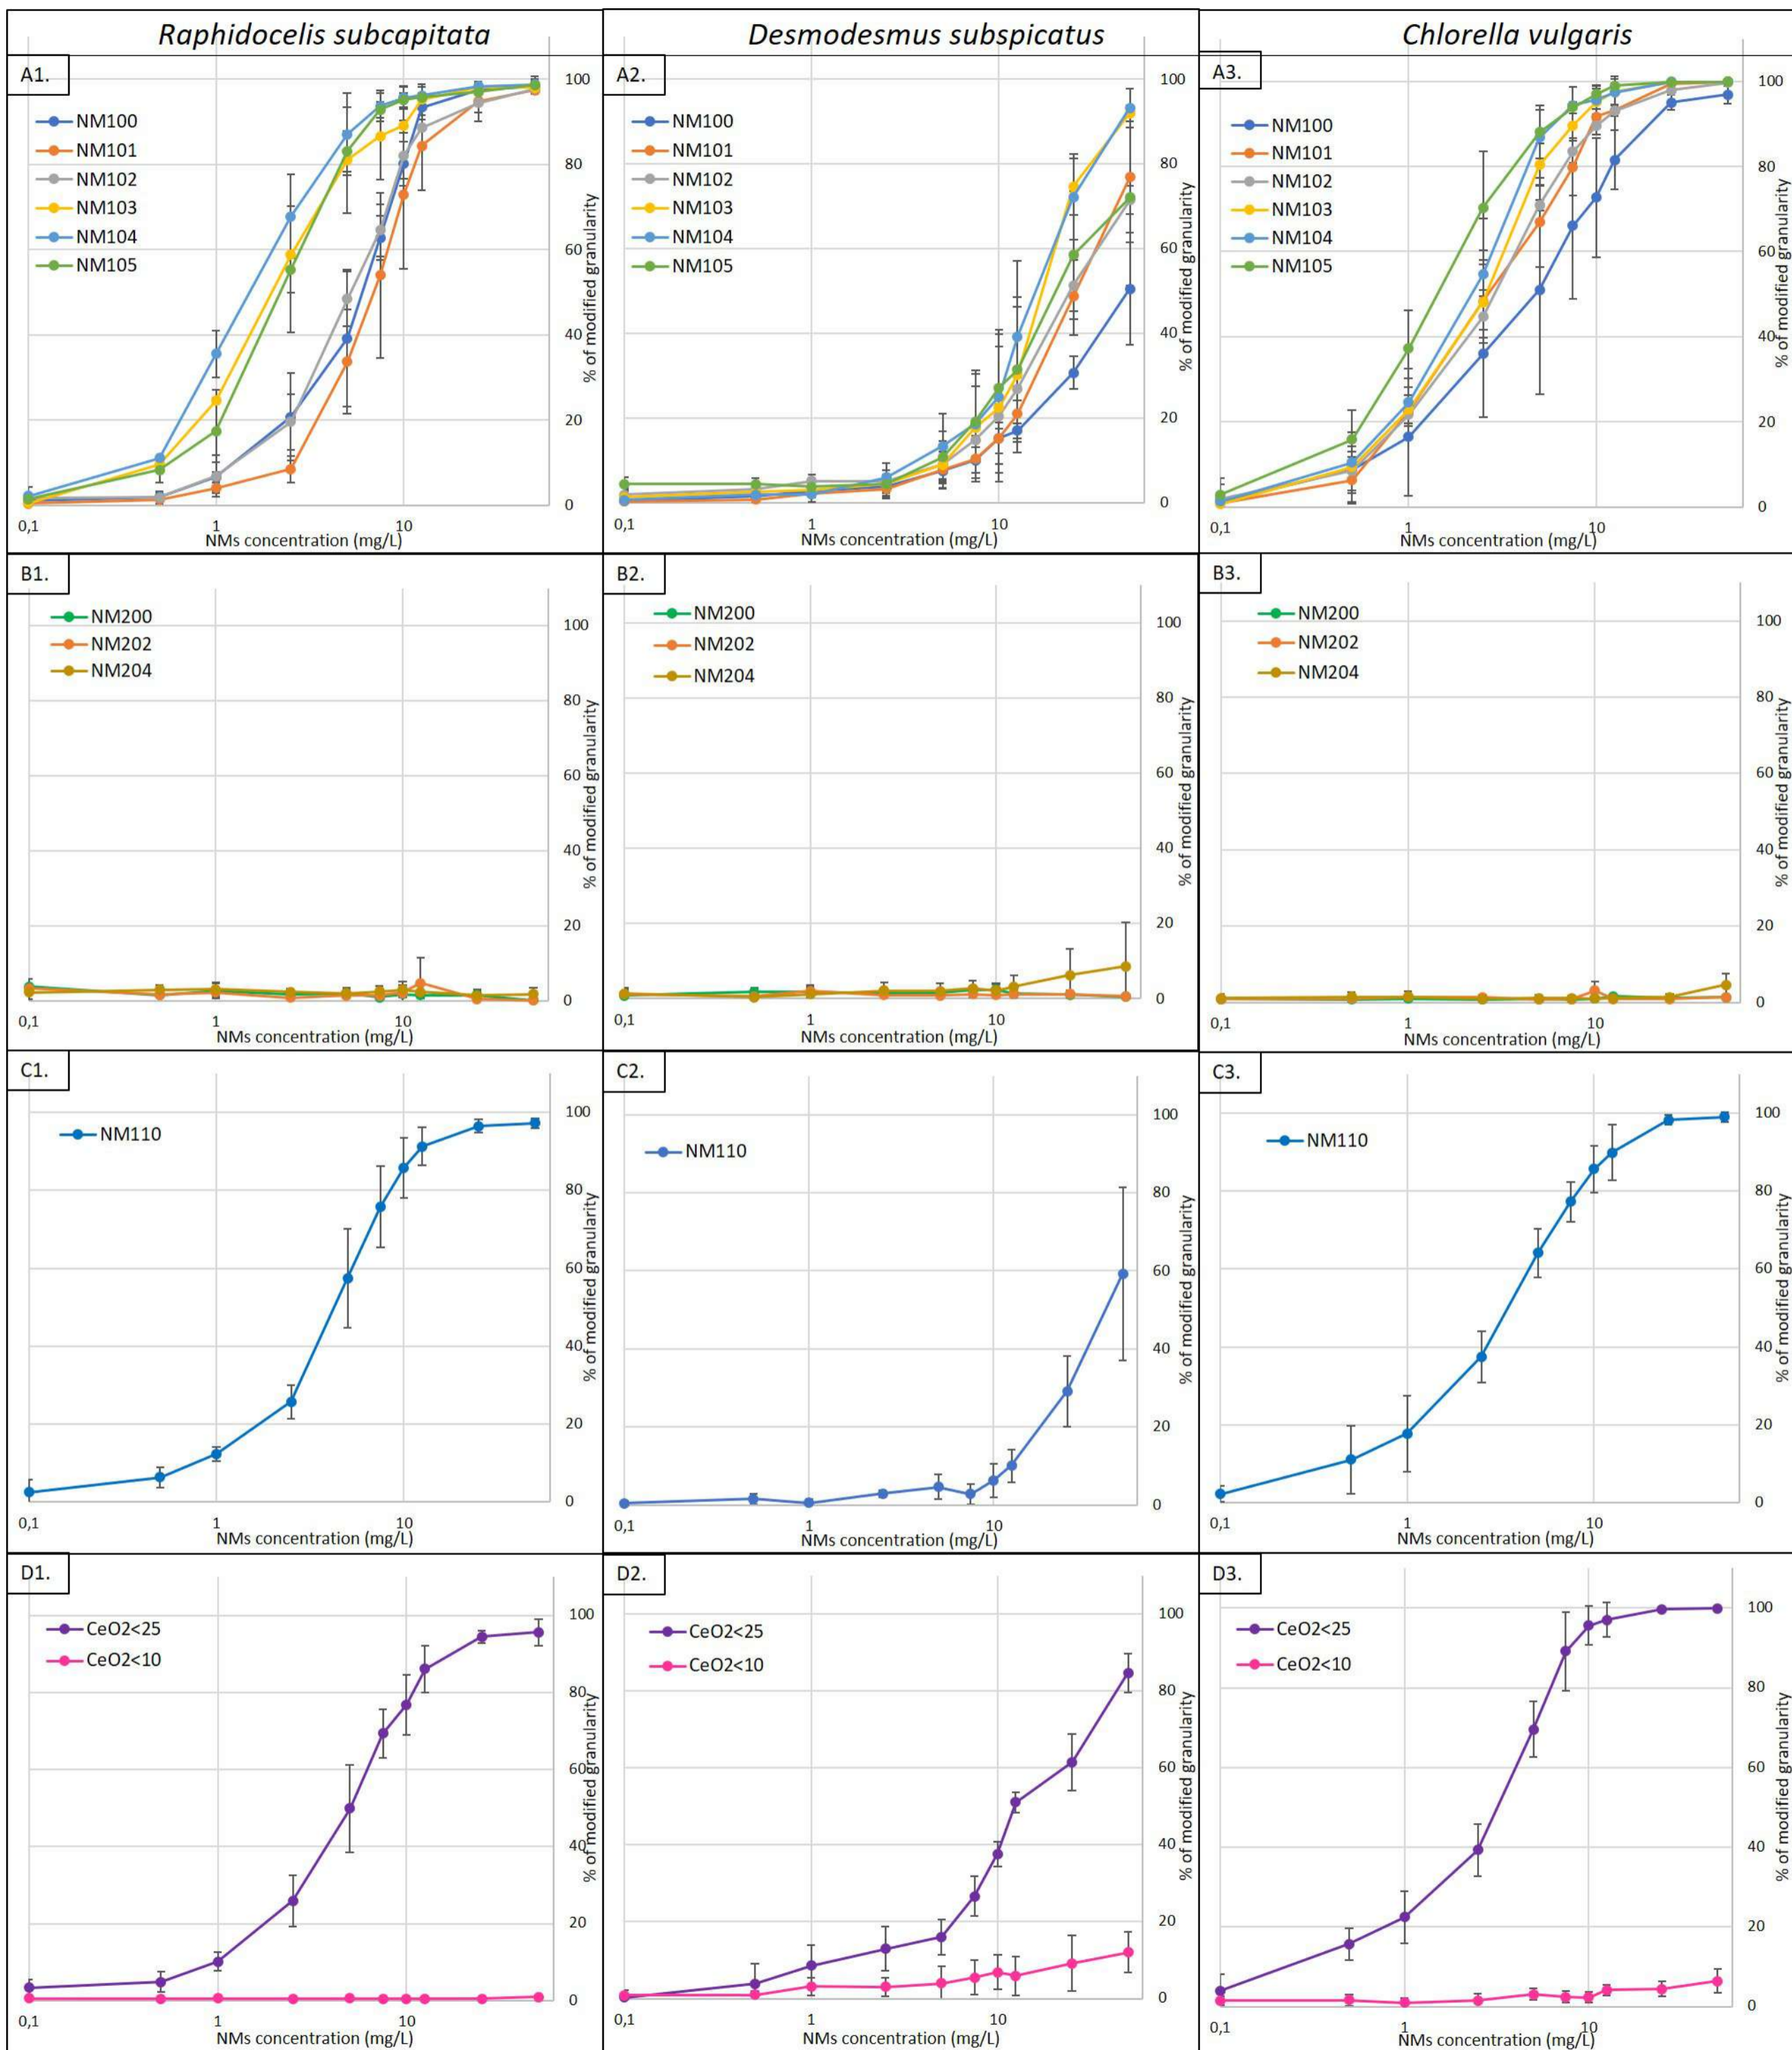 Raphidocelis subcapitata
Desmodesmus subspicatus
Chlorella vulgaris
A1.
NM100
NM101
NM102
NM103
NM104
NM105
100
80
60
40
20
0
% of modified granularity
0,1
1
10
NMs concentration (mg/L)
A2.
NM100
NM101
NM102
NM103
NM104
NM105
100
80
60
40
20
0
% of modified granularity
0,1
1
10
NMs concentration (mg/L)
A3.
NM100
NM101
NM102
NM103
NM104
NM105
100
80
60
40
20
0
% of modified granularity
0,1
1
10
NMs concentration (mg/L)
B1.
NM200
NM202
NM204
100
80
60
40
20
0
% of modified granularity
0,1
1
10
NMs concentration (mg/L)
B2.
NM200
NM202
NM204
100
80
60
40
20
0
% of modified granularity
0,1
1
10
NMs concentration (mg/L)
B3.
NM200
NM202
NM204
100
80
60
40
20
0
% of modified granularity
0,1
1
10
NMs concentration (mg/L)
C1.
NM110
100
80
60
40
20
0
% of modified granularity
0,1
1
10
NMs concentration (mg/L)
C2.
NM110
100
80
60
40
20
0
% of modified granularity
0,1
1
10
NMs concentration (mg/L)
C3.
NM110
100
80
60
40
20
0
% of modified granularity
0,1
1
10
NMs concentration (mg/L)
D1.
CeO2<25
CeO2<10
100
80
60
40
20
0
% of modified granularity
0,1
1
10
NMs concentration (mg/L)
D2.
CeO2<25
CeO2<10
100
80
60
40
20
0
% of modified granularity
0,1
1
10
NMs concentration (mg/L)
D3.
CeO2<25
CeO2<10
100
80
60
40
20
0
% of modified granularity
0,1
1
10
NMs concentration (mg/L)